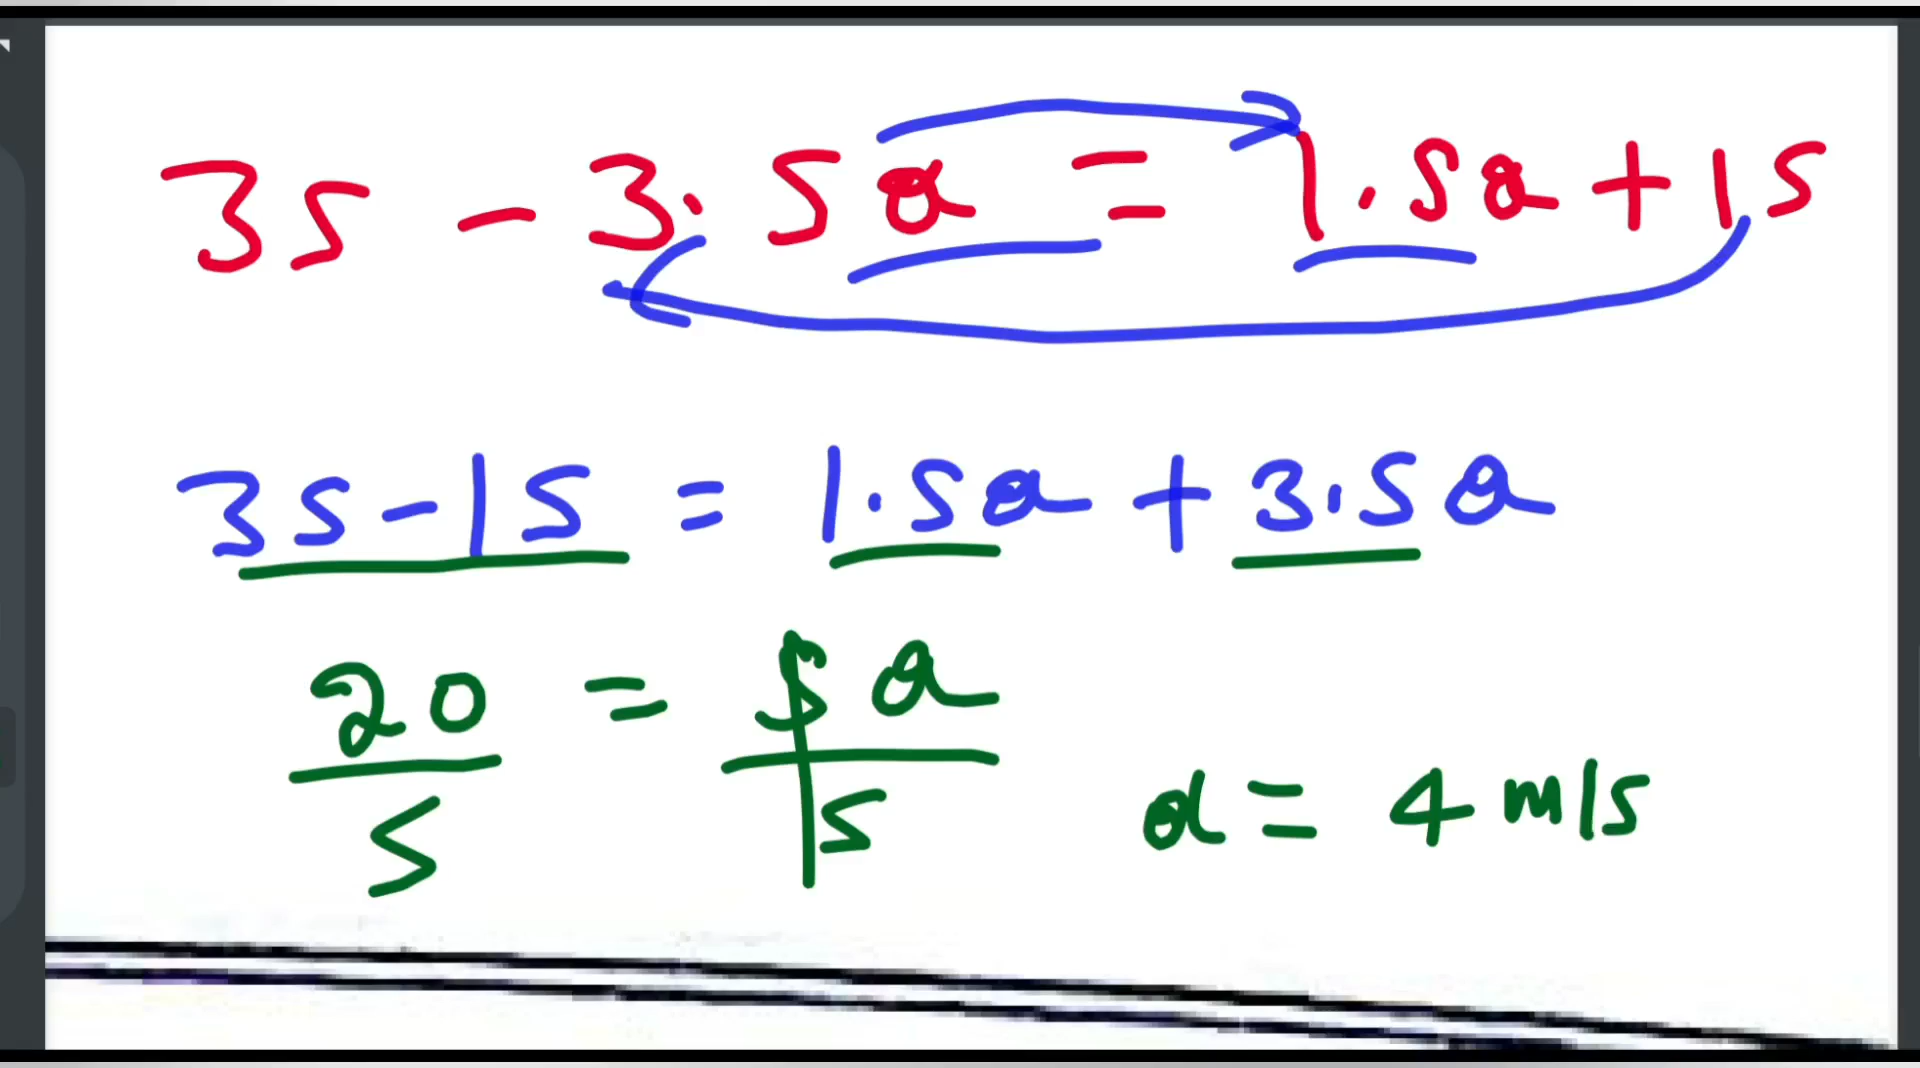 35 - 3.5a = 1.5a + 15
35 - 15 = 1.5a + 3.5a
20 = 5a
5 5
a = 4 m/s